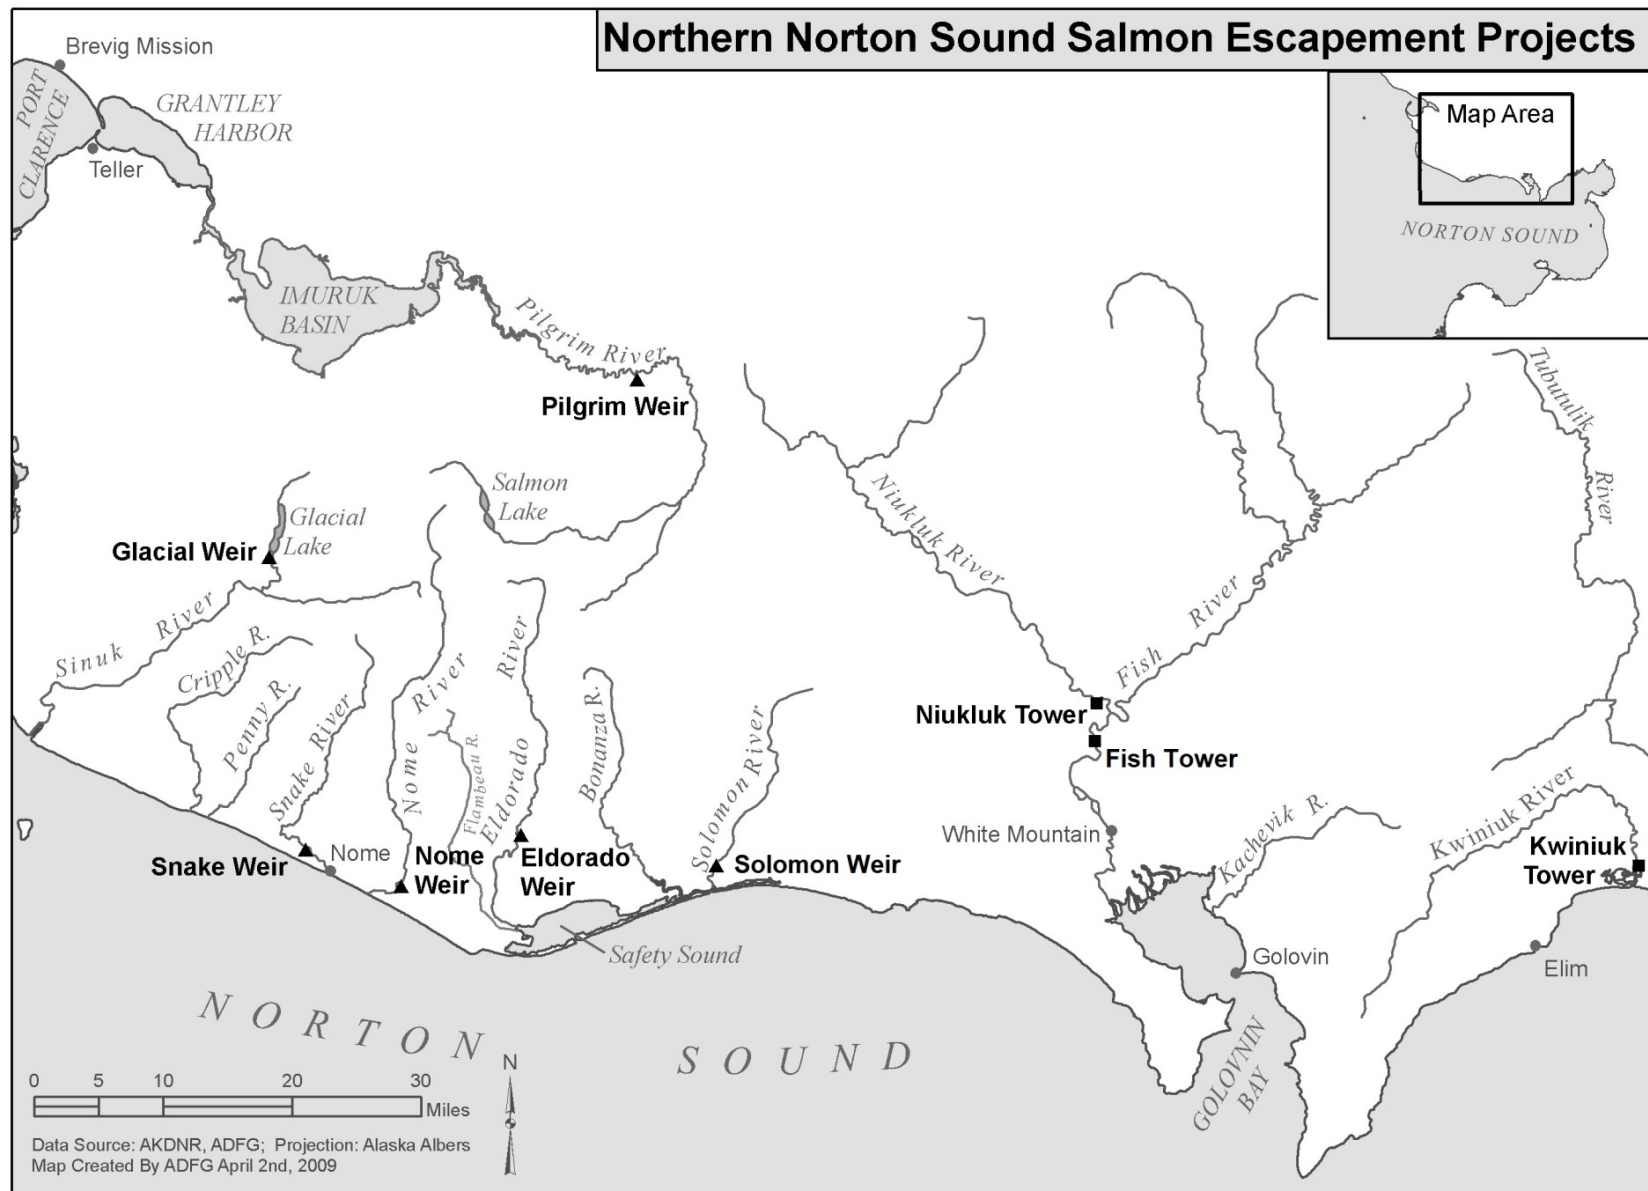 Northern Norton Sound Salmon Escapement Projects
Brevig Mission
PORT
CLARENCE
GRANTLEY
HARBOR
Teller
Map Area
NORTON SOUND
IMURUK
BASIN
Pilgrim River
Pilgrim Weir
Tubutulik
River
Salmon
Lake
Glacial
Lake
Glacial Weir
Niukluk River
Sinuk River
Cripple R.
Penny R.
Snake River
Nome River
Flambeau R.
Eldorado River
Bonanza R.
Solomon River
Fish River
Niukluk Tower
Fish Tower
White Mountain
Kachevik R.
Kwiniuk River
Kwiniuk
Tower
Snake Weir
Nome
Nome
Weir
Eldorado
Weir
Solomon Weir
Safety Sound
Golovin
Elim
NORTON SOUND
GOLOVNIN
BAY
N
0 5 10 20 30
Miles
Data Source: AKDNR, ADFG; Projection: Alaska Albers
Map Created By ADFG April 2nd, 2009